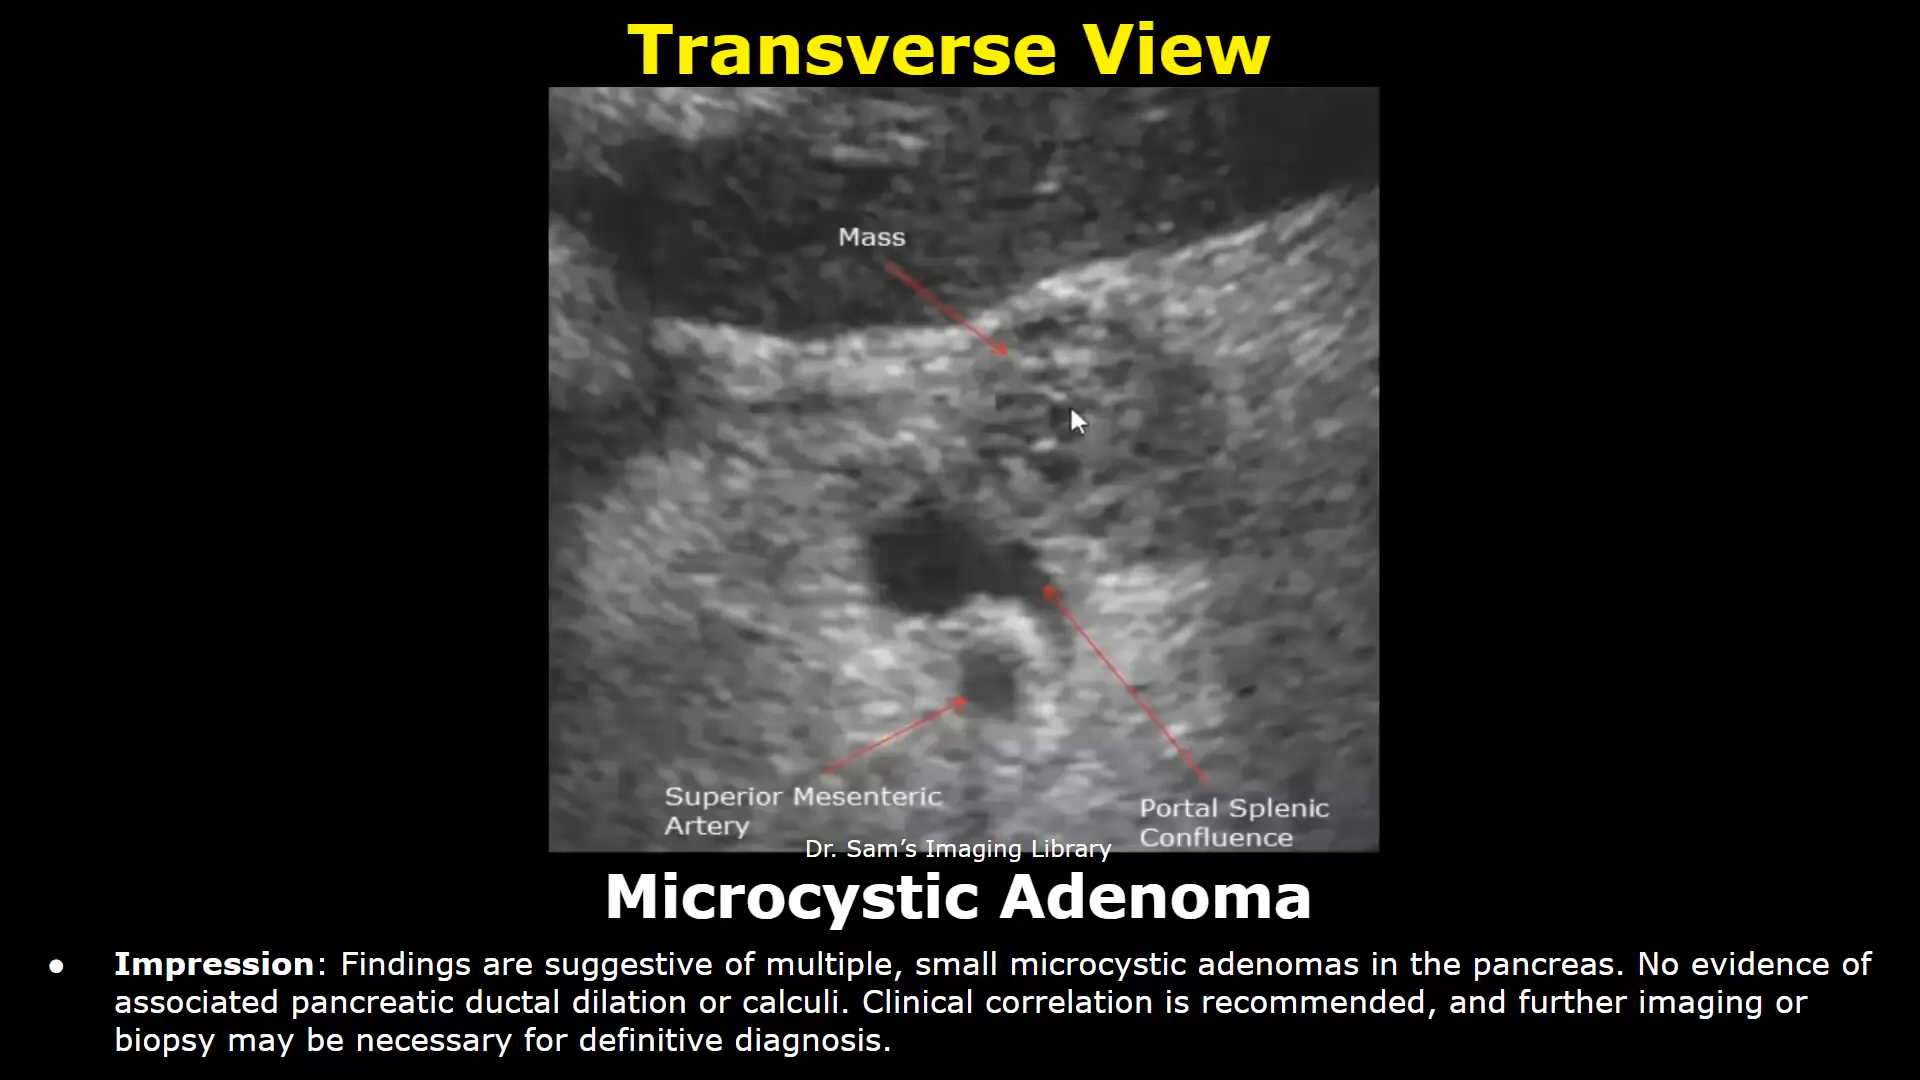 Transverse View
Mass
Superior Mesenteric
Artery
Portal Splenic
Confluence
Dr. Sam’s Imaging Library
Microcystic Adenoma
● Impression: Findings are suggestive of multiple, small microcystic adenomas in the pancreas. No evidence of
associated pancreatic ductal dilation or calculi. Clinical correlation is recommended, and further imaging or
biopsy may be necessary for definitive diagnosis.